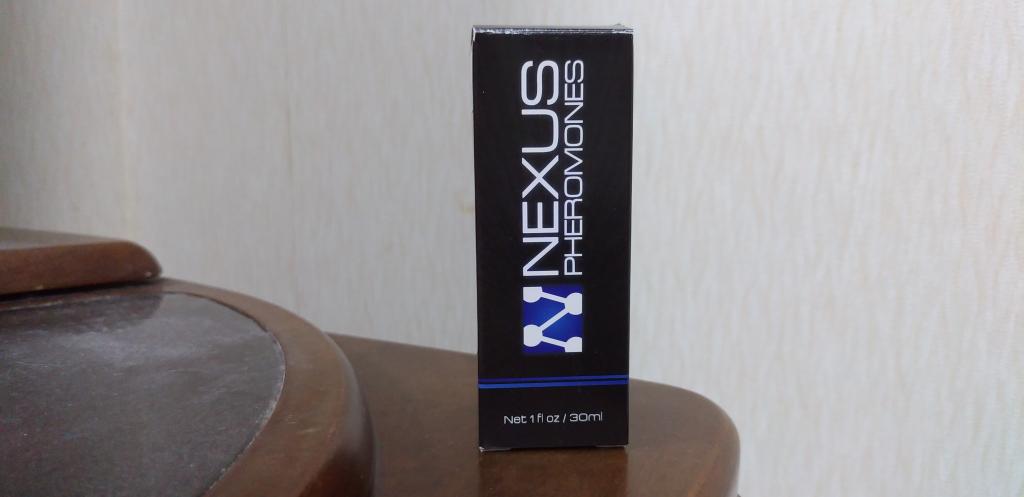 NEXUS
PHEROMONES
Net 1 fl oz / 30ml